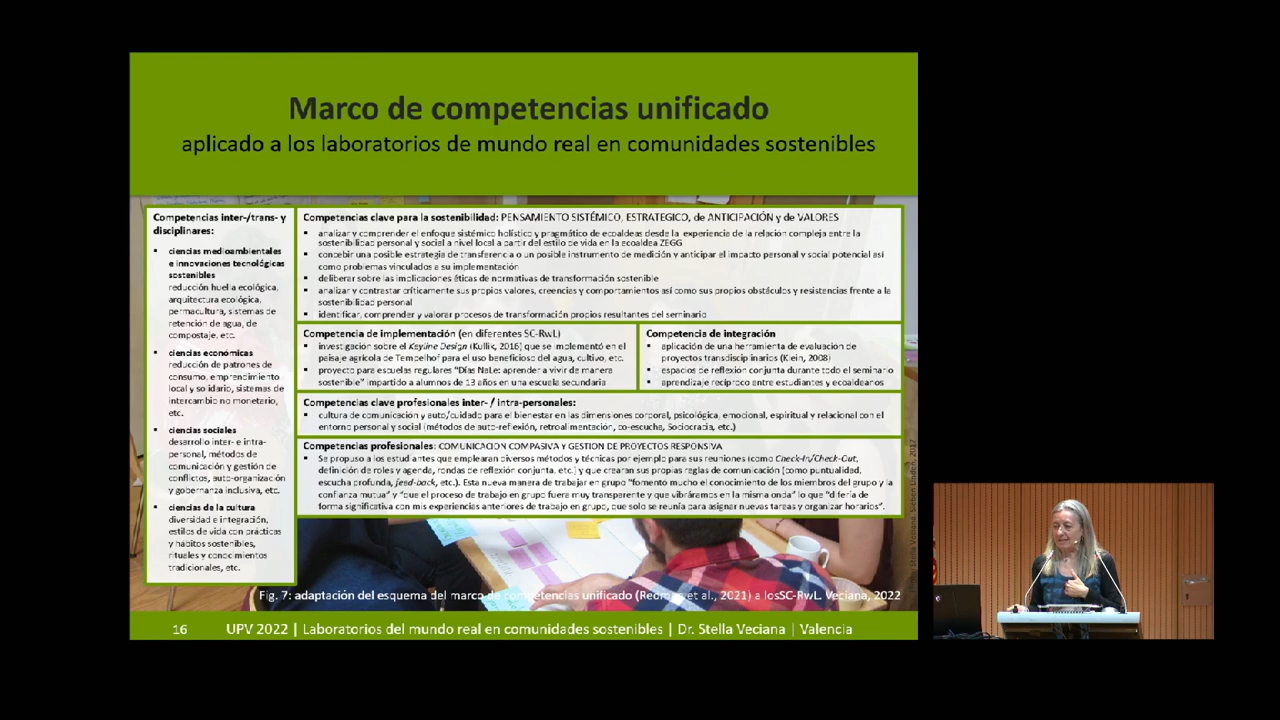 Marco de competencias unificado
aplicado a los laboratorios de mundo real en comunidades sostenibles
Competencias inter-/trans- y
disciplinares:
▪ ciencias medioambientales
e innovaciones tecnológicas
sostenibles
reducción huella ecológica,
arquitectura ecológica,
permacultura, sistemas de
retención de agua, de
compostaje, etc.
▪ ciencias económicas
reducción de patrones de
consumo, emprendimiento
local y solidario, sistemas de
intercambio no monetario,
etc.
▪ ciencias sociales
desarrollo inter- e intra-
personal, métodos de
comunicación y gestión de
conflictos, auto-organización
y gobernanza inclusiva, etc.
▪ ciencias de la cultura
diversidad e integración,
estilos de vida con prácticas
y hábitos sostenibles,
rituales y conocimientos
tradicionales, etc.
Competencias clave para la sostenibilidad: PENSAMIENTO SISTÉMICO, ESTRATEGICO, de ANTICIPACIÓN y de VALORES
▪ analizar y comprender el enfoque sistémico holístico y pragmático de ecoaldeas desde la experiencia de la relación compleja entre la
sostenibilidad personal y social a nivel local a partir del estilo de vida en la ecoaldea ZEGG
▪ concebir una posible estrategia de transferencia o un posible instrumento de medición y anticipar el impacto personal y social potencial así
como problemas vinculados a su implementación
▪ deliberar sobre las implicaciones éticas de normativas de transformación sostenible
▪ analizar y contrastar críticamente sus propios valores, creencias y comportamientos así como sus propios obstáculos y resistencias frente a la
sostenibilidad personal
▪ identificar, comprender y valorar procesos de transformación propios resultantes del seminario
Competencia de implementación (en diferentes SC-RwL)
▪ investigación sobre el Keyline Design (Kullik, 2016) que se implementó en el
paisaje agrícola de Tempelhof para el uso beneficioso del agua, cultivo, etc.
▪ proyecto para escuelas regulares "Días NaLe: aprender a vivir de manera
sostenible" impartido a alumnos de 13 años en una escuela secundaria
Competencia de integración
▪ aplicación de una herramienta de evaluación de
proyectos transdisciplinarios (Klein, 2008)
▪ espacios de reflexión conjunta durante todo el seminario
▪ aprendizaje recíproco entre estudiantes y ecoaldeanos
Competencias clave profesionales inter- / intra-personales:
▪ cultura de comunicación y auto/cuidado para el bienestar en las dimensiones corporal, psicológica, emocional, espiritual y relacional con el
entorno personal y social (métodos de auto-reflexión, retroalimentación, co-escucha, Sociocracia, etc.)
Competencias profesionales: COMUNICACION COMPASIVA Y GESTION DE PROYECTOS RESPONSIVA
▪ Se propuso a los estudiantes que emplearan diversos métodos y técnicas por ejemplo para sus reuniones (como Check-In/Check-Out,
definición de roles y agenda, rondas de reflexión conjunta, etc.) y que crearan sus propias reglas de comunicación (como puntualidad,
escucha profunda, feed-back, etc.). Esta nueva manera de trabajar en grupo "fomentó mucho el conocimiento de los miembros del grupo y la
confianza mutua" y "que el proceso de trabajo en grupo fuera muy transparente y que vibráramos en la misma onda" lo que "difería de
forma significativa con mis experiencias anteriores de trabajo en grupo, que solo se reunía para asignar nuevas tareas y organizar horarios".
Fig. 7: adaptación del esquema del marco de competencias unificado (Redman et al., 2021) a losSC-RwL. Veciana, 2022
16 UPV 2022 | Laboratorios del mundo real en comunidades sostenibles | Dr. Stella Veciana | Valencia